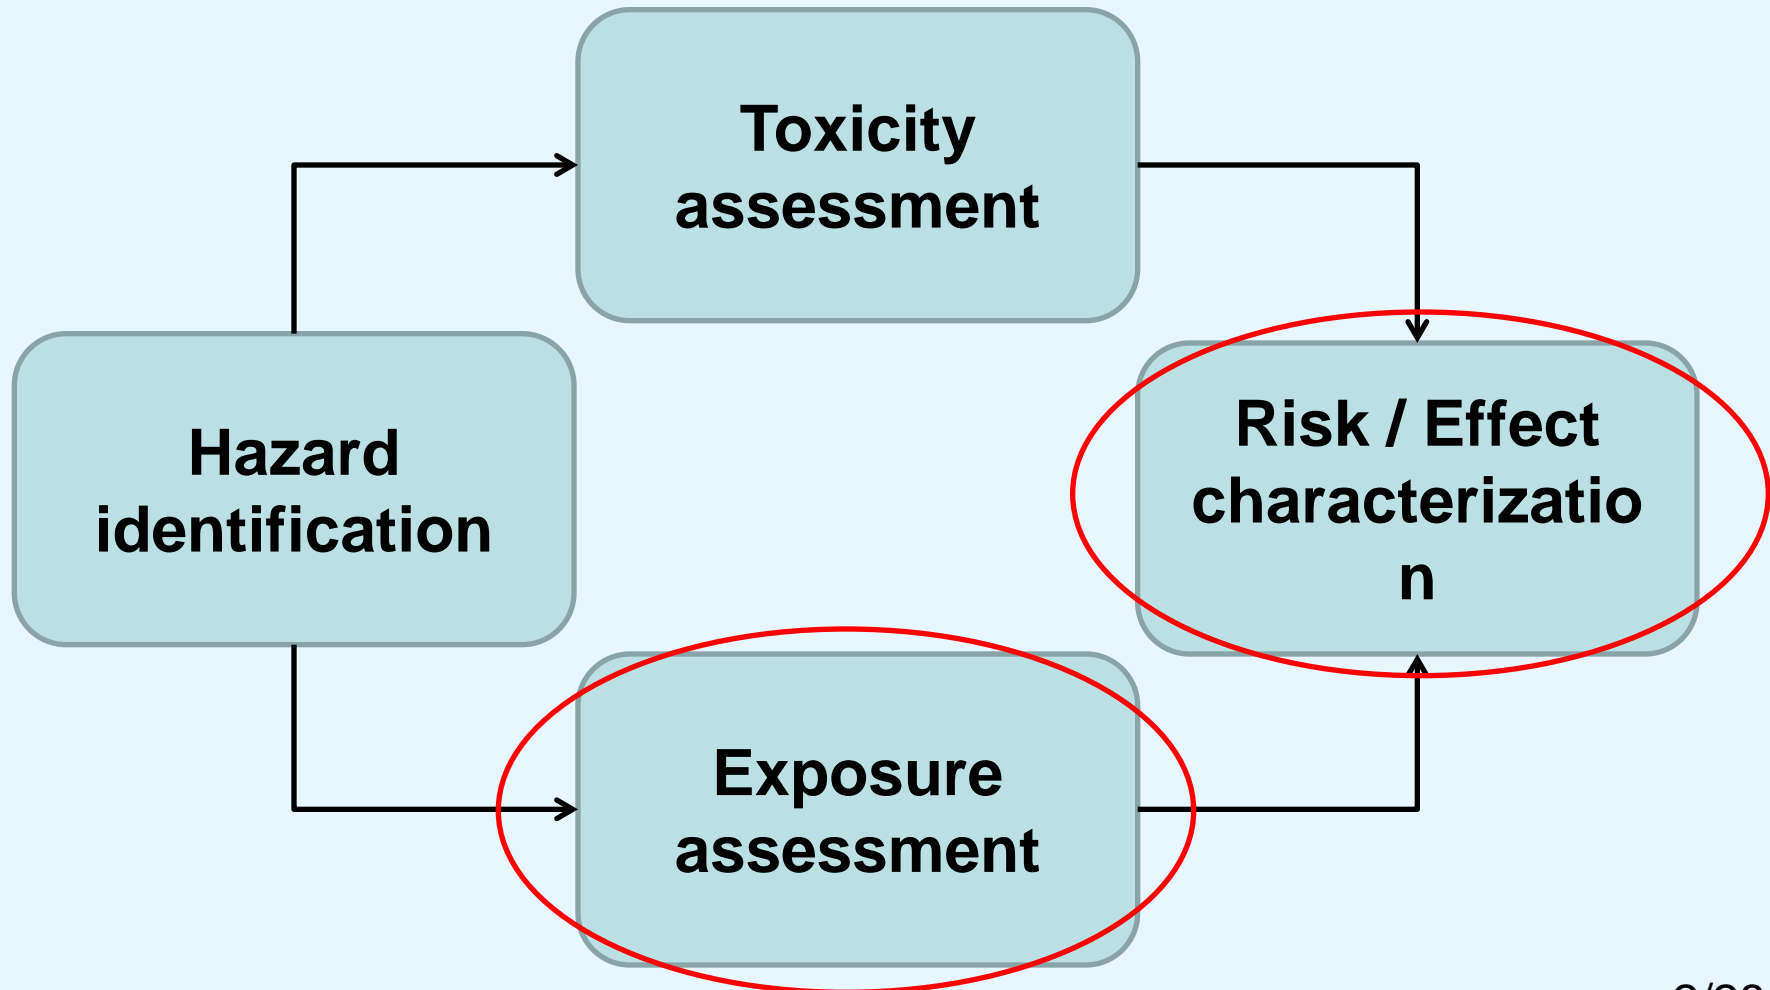 Toxicity
assessment
Hazard
identification
Risk / Effect
characterizatio
n
Exposure
assessment